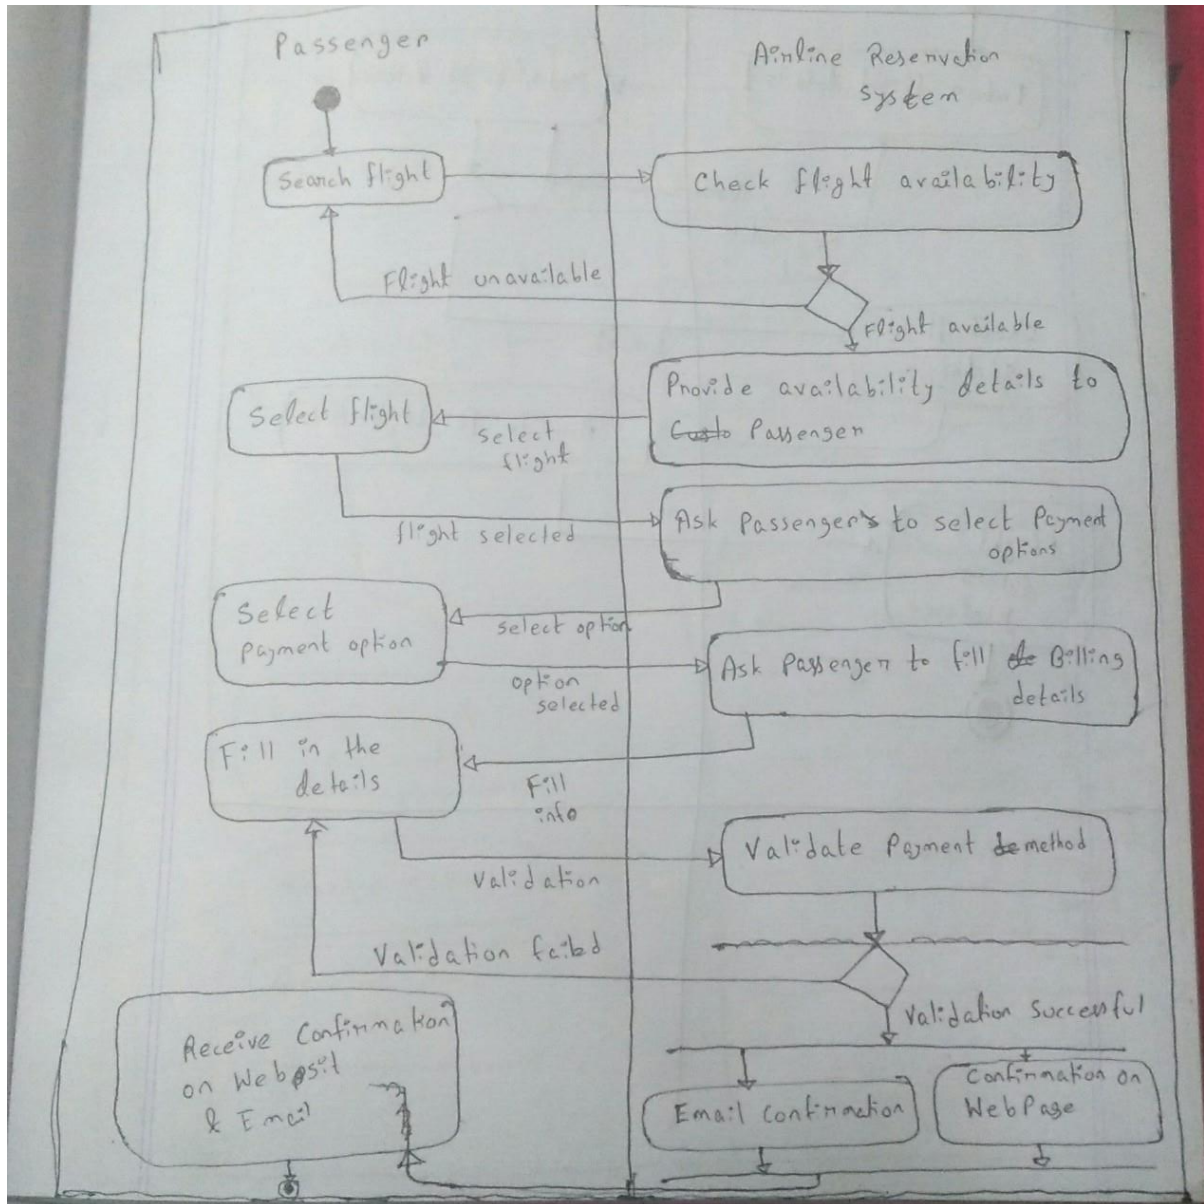 Passenger
Airline Reservation
System
Search flight
Check flight availability
Flight unavailable
Flight available
Provide availability details to
Custo Passenger
Select flight
select
flight
flight selected
Ask Passenger's to select Payment
options
Select
payment option
select option
option
selected
Ask Passenger to fill Billing
details
Fill in the
details
Fill
info
Validate Payment method
Validation
Validation failed
Validation Successful
Receive Confirmation
on
& Email
Email Confirmation
Confirmation on
WebPage